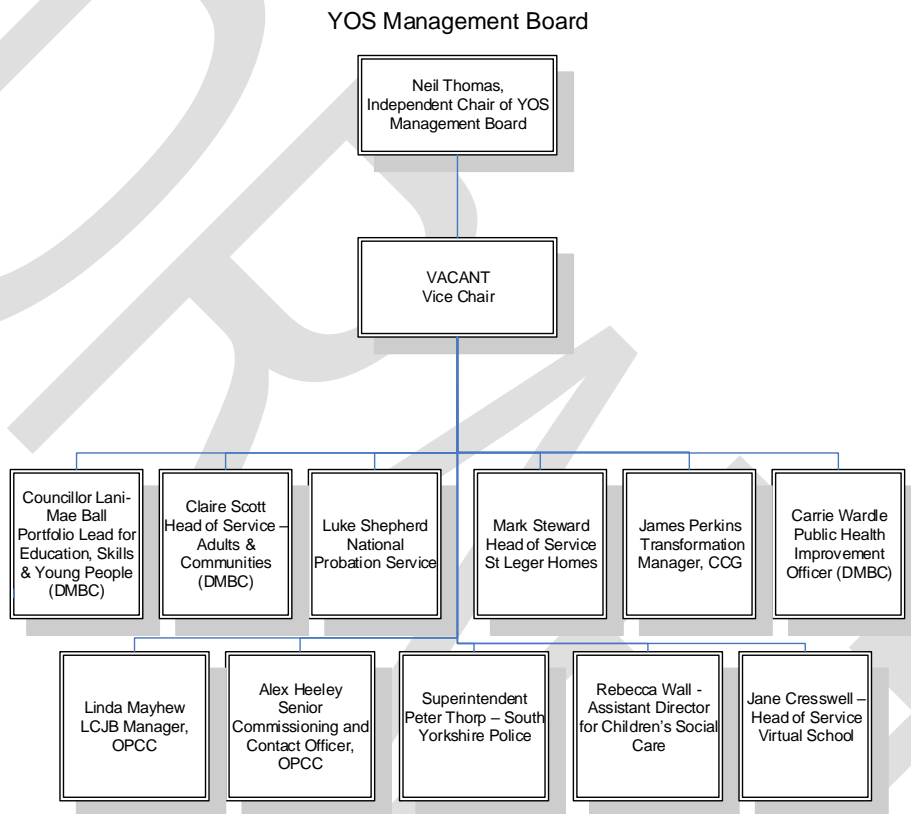 YOS Management Board
Neil Thomas,
Independent Chair of YOS
Management Board
VACANT
Vice Chair
Councillor Lani-
Mae Ball
Portfolio Lead for
Education, Skills
& Young People
(DMBC)
Claire Scott
Head of Service –
Adults &
Communities
(DMBC)
Luke Shepherd
National
Probation Service
Mark Steward
Head of Service
St Leger Homes
James Perkins
Transformation
Manager, CCG
Carrie Wardle
Public Health
Improvement
Officer (DMBC)
Linda Mayhew
LCJB Manager,
OPCC
Alex Heeley
Senior
Commissioning and
Contact Officer,
OPCC
Superintendent
Peter Thorp – South
Yorkshire Police
Rebecca Wall -
Assistant Director
for Children's Social
Care
Jane Cresswell –
Head of Service
Virtual School